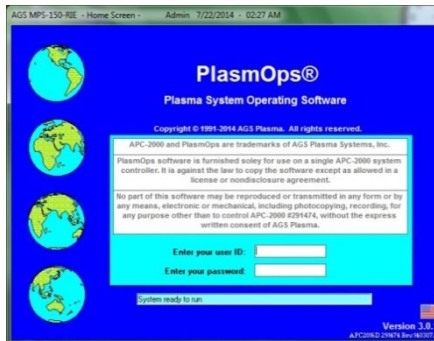 AGS MPS-150-RIE - Home Screen - Admin 7/22/2014 - 02:27 AM
PlasmOps®
Plasma System Operating Software
Copyright © 1991-2014 AGS Plasma. All rights reserved.
APC-2000 and PlasmOps are trademarks of AGS Plasma Systems, Inc.
PlasmOps software is furnished soley for use on a single APC-2000 system
controller. It is against the law to copy the software except as allowed in a
license or nondisclosure agreement.
No part of this software may be reproduced or transmitted in any form or by
any means, electronic or mechanical, including photocopying, recording, for
any purpose other than to control APC-2000 #291474, without the express
written consent of AGS Plasma.
Enter your user ID:
Enter your password:
System ready to run
Version 3.0.